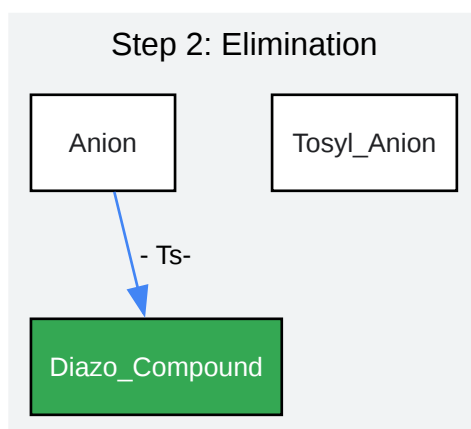 Step 2: Elimination
Anion
Tosyl_Anion
- Ts-
Diazo_Compound